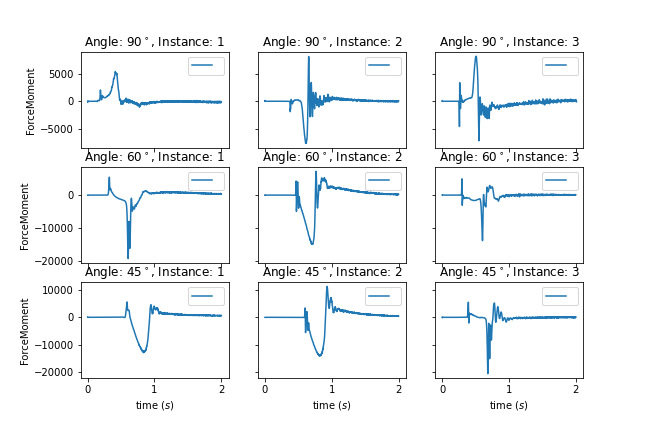 Angle: 90°, Instance: 1
Angle: 90°, Instance: 2
Angle: 90°, Instance: 3
ForceMoment
5000
0
−5000
Angle: 60°, Instance: 1
Angle: 60°, Instance: 2
Angle: 60°, Instance: 3
ForceMoment
0
−10000
−20000
Angle: 45°, Instance: 1
Angle: 45°, Instance: 2
Angle: 45°, Instance: 3
ForceMoment
10000
0
−10000
−20000
0 1 2
0 1 2
0 1 2
time (s)
time (s)
time (s)